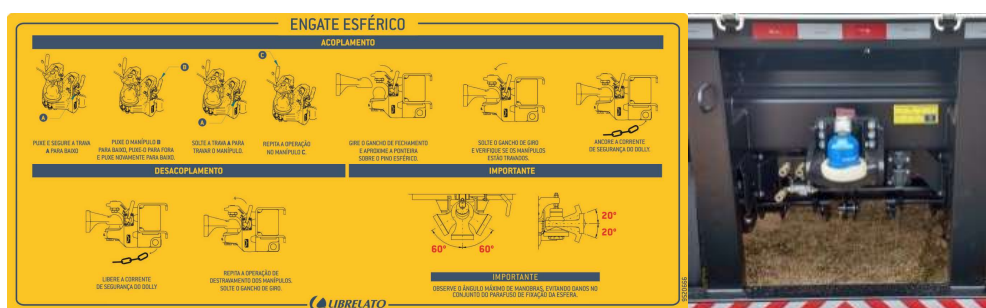 ENGATE ESFÉRICO
ACOPLAMENTO
A
B
A
C
PUXE E SEGURE A TRAVA
A PARA BAIXO
PUXE O MANÍPULO B
PARA BAIXO, PUXE-O PARA FORA
E PUXE NOVAMENTE PARA BAIXO.
SOLTE A TRAVA A PARA
TRAVAR O MANÍPULO.
REPITA A OPERAÇÃO
NO MANÍPULO C.
GIRE O GANCHO DE FECHAMENTO
E APROXIME A PONTEIRA
SOBRE O PINO ESFÉRICO.
SOLTE O GANCHO DE GIRO
E VERIFIQUE SE OS MANÍPULOS
ESTÃO TRAVADOS.
ANCORE A CORRENTE
DE SEGURANÇA DO DOLLY.
DESACOPLAMENTO
IMPORTANTE
LIBERE A CORRENTE
DE SEGURANÇA DO DOLLY
REPITA A OPERAÇÃO DE
DESTRAVAMENTO DOS MANÍPULOS.
SOLTE O GANCHO DE GIRO.
60° 60°
20°
20°
IMPORTANTE
OBSERVE O ÂNGULO MÁXIMO DE MANOBRAS, EVITANDO DANOS NO
CONJUNTO DO PARAFUSO DE FIXAÇÃO DA ESFERA.
LIBRELATO